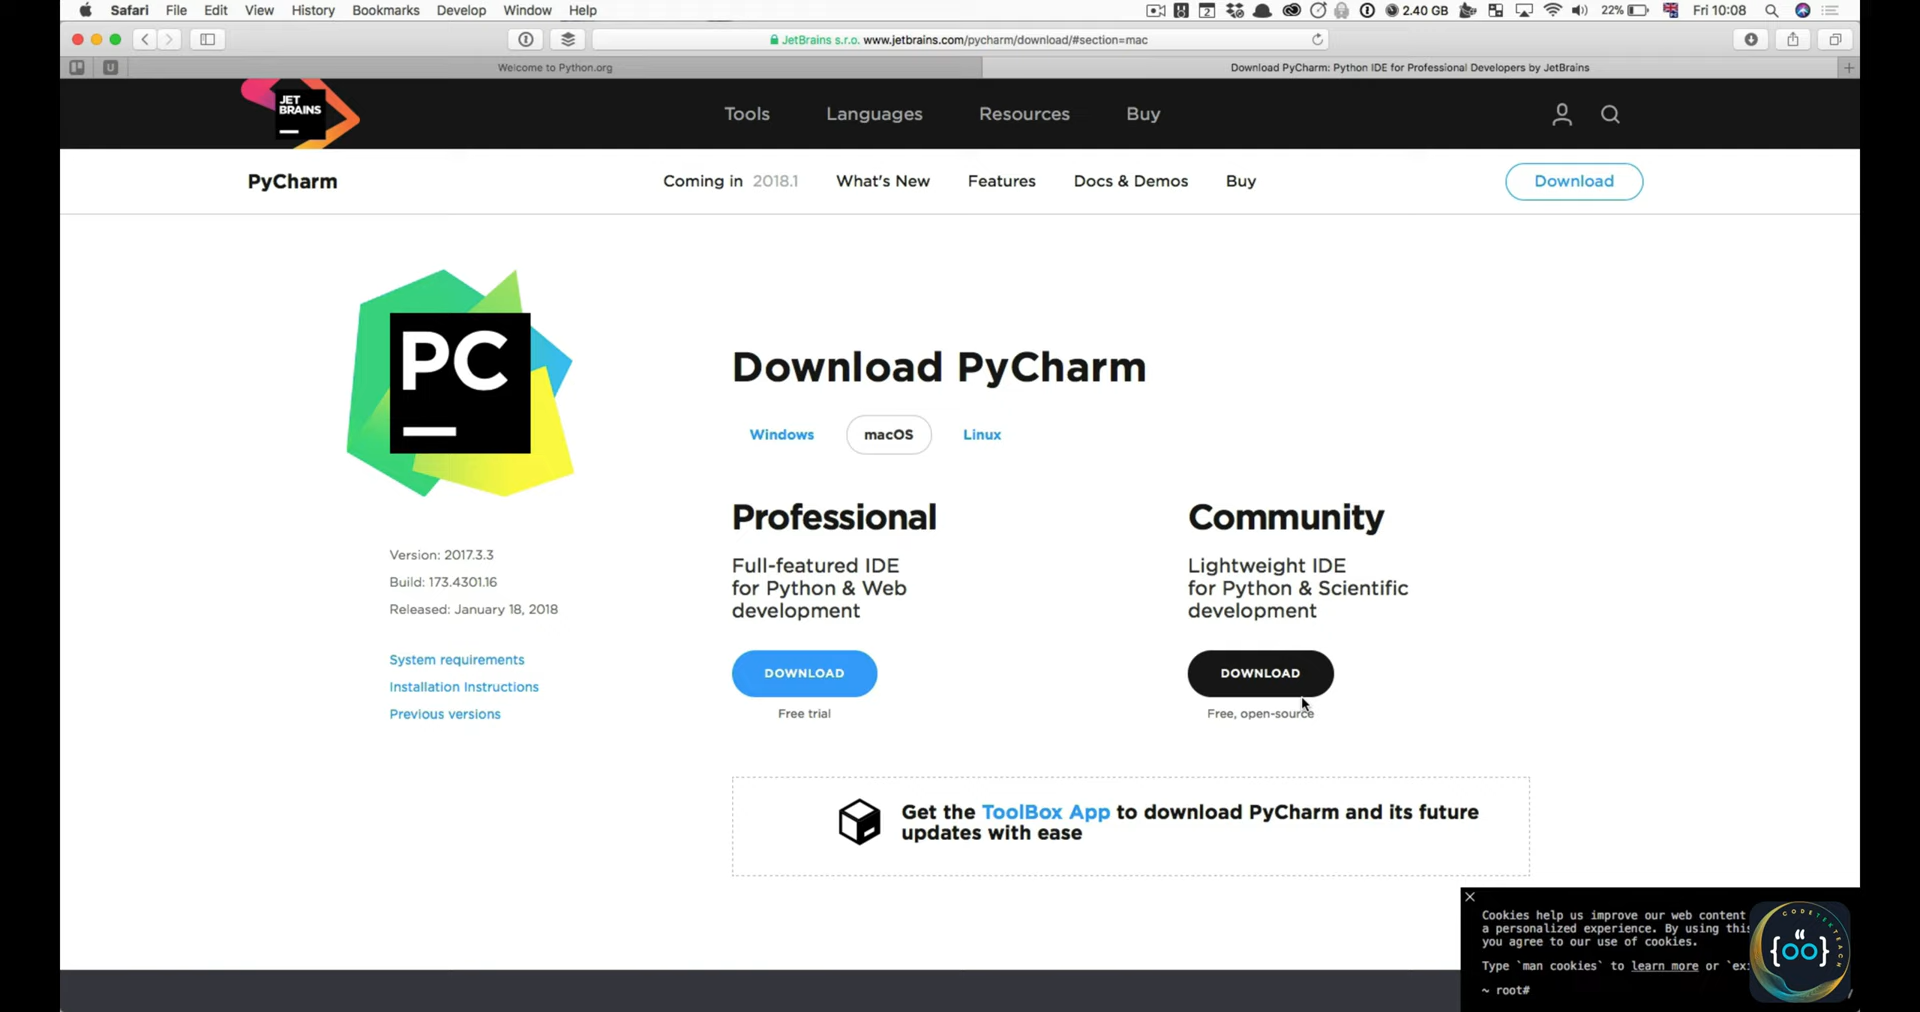 Safari File Edit View History Bookmarks Develop Window Help 2.40 GB 22% Fri 10:08
JetBrains s.r.o. www.jetbrains.com/pycharm/download/#section=mac
Welcome to Python.org Download PyCharm: Python IDE for Professional Developers by JetBrains
JET
BRAINS
Tools Languages Resources Buy
PyCharm Coming in 2018.1 What's New Features Docs & Demos Buy Download
PC
Download PyCharm
Windows macOS Linux
Version: 2017.3.3
Build: 173.4301.16
Released: January 18, 2018
System requirements
Installation Instructions
Previous versions
Professional
Full-featured IDE
for Python & Web
development
DOWNLOAD
Free trial
Community
Lightweight IDE
for Python & Scientific
development
DOWNLOAD
Free, open-source
Get the ToolBox App to download PyCharm and its future
updates with ease
Cookies help us improve our web content
a personalized experience. By using this
you agree to our use of cookies.
Type `man cookies` to learn more or `ex
~ root#
CODETEKTEACH